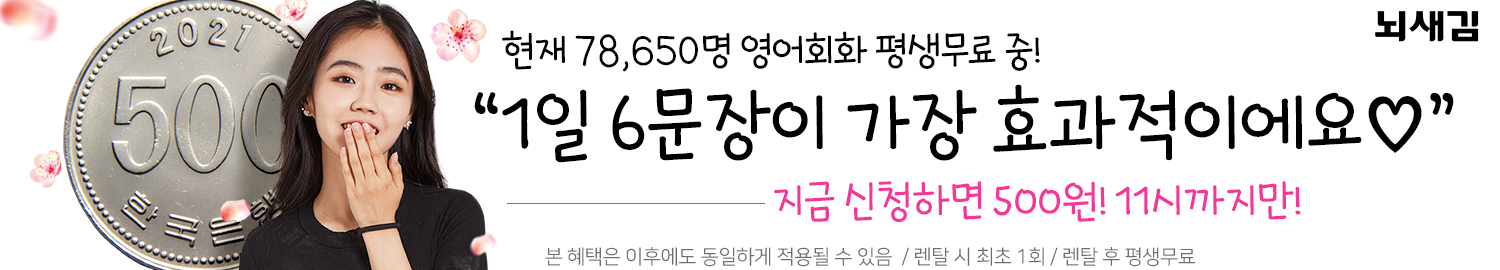 2021
500
한국은행
뇌새김
현재 78,650명 영어회화 평생무료 중!
“1일 6문장이 가장 효과적이에요♡”
지금 신청하면 500원! 11시까지만!
본 혜택은 이후에도 동일하게 적용될 수 있음 / 렌탈 시 최초 1회 / 렌탈 후 평생무료